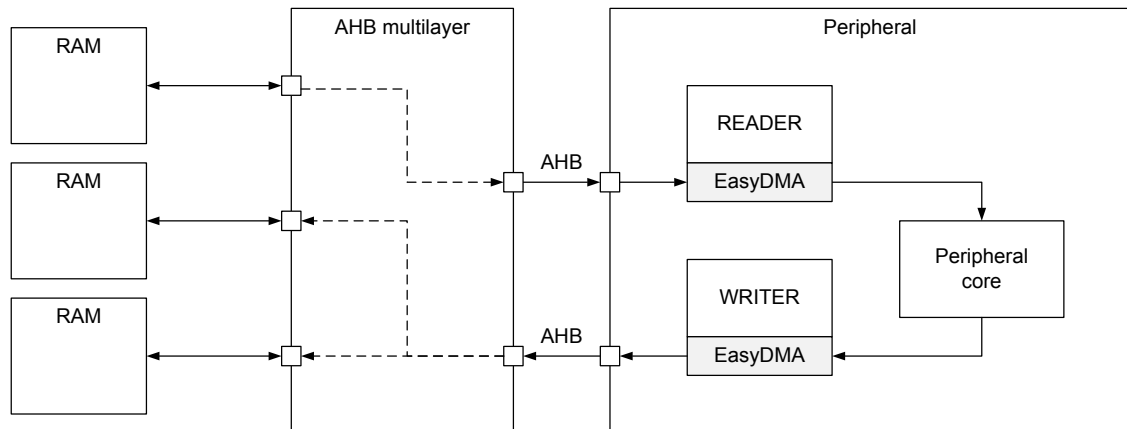 AHB multilayer
Peripheral
RAM
RAM
RAM
AHB
AHB
READER
EasyDMA
WRITER
EasyDMA
Peripheral
core